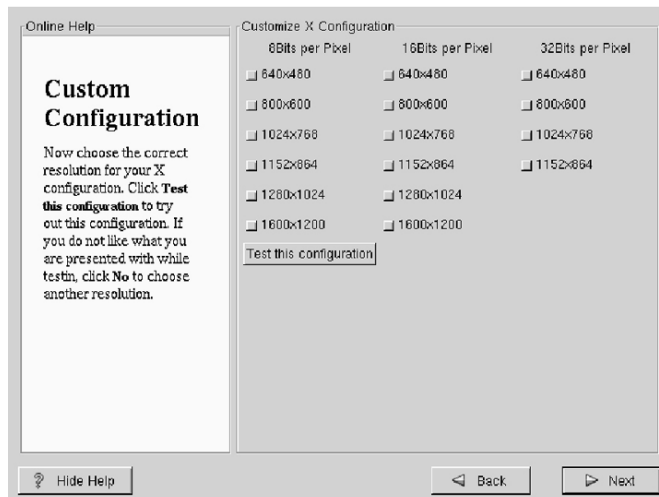 Online Help
Custom
Configuration
Now choose the correct
resolution for your X
configuration. Click Test
this configuration to try
out this configuration. If
you do not like what you
are presented with while
testin, click No to choose
another resolution.
Customize X Configuration
8Bits per Pixel 16Bits per Pixel 32Bits per Pixel
640x480 640x480 640x480
800x600 800x600 800x600
1024x768 1024x768 1024x768
1152x864 1152x864 1152x864
1280x1024 1280x1024
1600x1200 1600x1200
Test this configuration
Hide Help Back Next